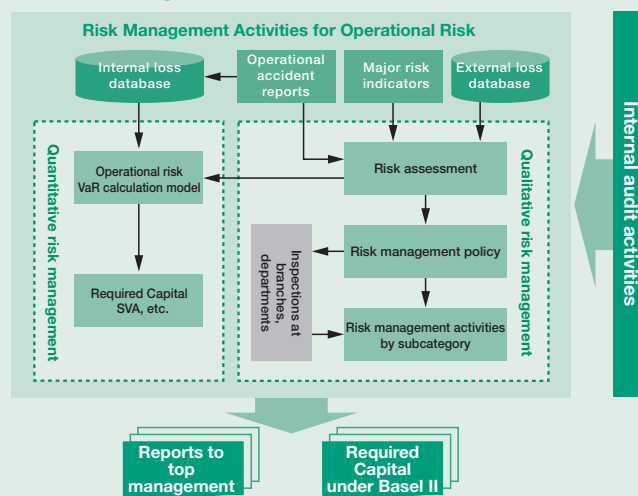 Risk Management Activities for Operational Risk
Internal loss
database
Operational
accident
reports
Major risk
indicators
External loss
database
Quantitative risk management
Operational risk
VaR calculation model
Required Capital
SVA, etc.
Risk assessment
Risk management policy
Inspections at
branches,
departments
Risk management activities
by subcategory
Qualitative risk management
Internal audit activities
Reports to
top
management
Required
Capital
under Basel II